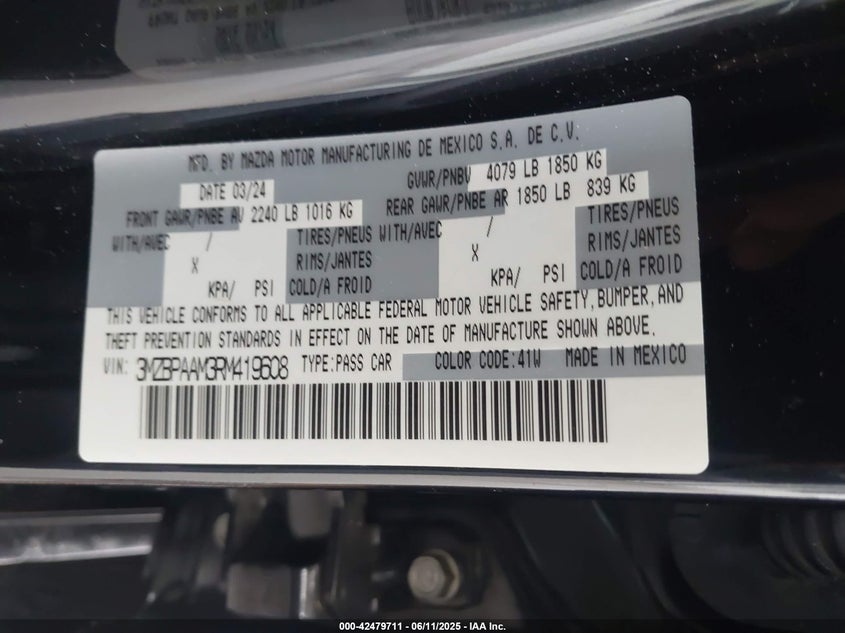 MFD. BY MAZDA MOTOR MANUFACTURING DE MEXICO S.A. DE C.V.
DATE 03/24 GVWR/PNBV 4079 LB 1850 KG
FRONT GAWR/PNBE AV 2240 LB 1016 KG REAR GAWR/PNBE AR 1850 LB 839 KG
WITH/AVEC / TIRES/PNEUS WITH/AVEC / TIRES/PNEUS
X RIMS/JANTES X RIMS/JANTES
KPA/ PSI COLD/A FROID KPA/ PSI COLD/A FROID
THIS VEHICLE CONFORMS TO ALL APPLICABLE FEDERAL MOTOR VEHICLE SAFETY, BUMPER, AND
THEFT PREVENTION STANDARDS IN EFFECT ON THE DATE OF MANUFACTURE SHOWN ABOVE.
VIN: 3MZBPAAM3RM419608 TYPE:PASS CAR COLOR CODE:41W MADE IN MEXICO
000-42479711 - 06/11/2025 - IAA Inc.